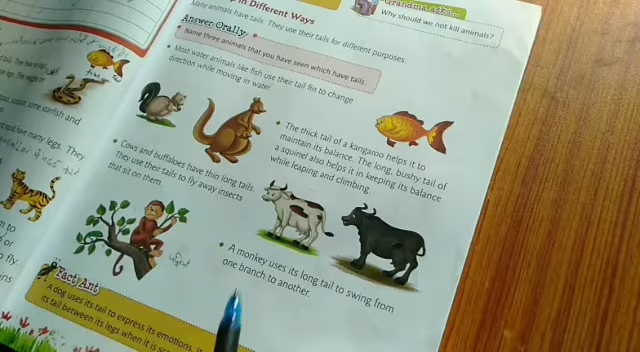 p in Different Ways
Many animals have tails. They use their tails for different purposes.
Grandma Asks...
Why should we not kill animals?
Answer Orally
Name three animals that you have seen which have tails.
Most water animals like fish use their tail fin to change
direction while moving in water.
The thick tail of a kangaroo helps it to
maintain its balance. The long, bushy tail of
a squirrel also helps it in keeping its balance
while leaping and climbing.
Cows and buffaloes have thin long tails.
They use their tails to fly away insects
that sit on them.
A monkey uses its long tail to swing from
one branch to another.
Fact Ant
A dog uses its tail to express its emotions. It
its tail between its legs when it is
starfish and
many legs. They